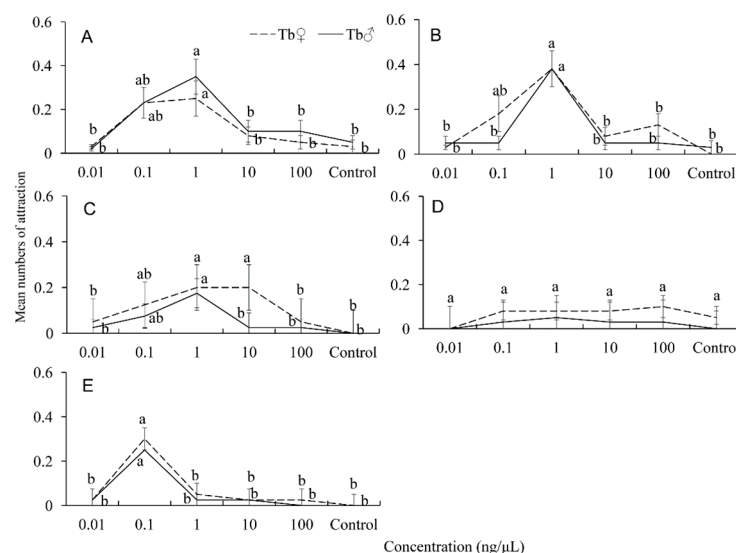 Mean numbers of attraction
A
Tb♀ Tb♂
0.6
0.4
0.2
0
b ab a b b b
b ab a b b b
0.01 0.1 1 10 100 Control
B
0.6
0.4
0.2
0
b ab a b b b
b b a b b b
0.01 0.1 1 10 100 Control
C
0.6
0.4
0.2
0
b ab a a b b
b ab a b b b
0.01 0.1 1 10 100 Control
D
0.6
0.4
0.2
0
a a a a a a
0.01 0.1 1 10 100 Control
E
0.6
0.4
0.2
0
b a b b b b
b a b b b
0.01 0.1 1 10 100 Control
Concentration (ng/μL)